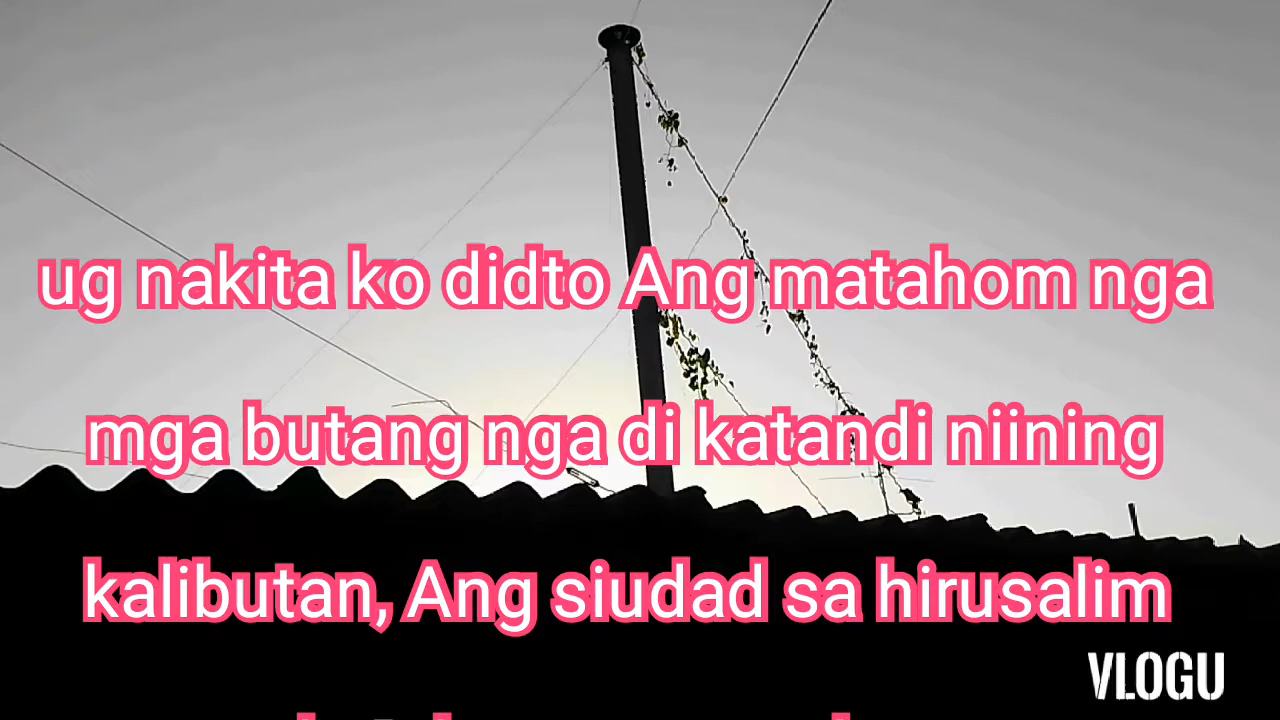 ug nakita ko didto Ang matahom nga
mga butang nga di katandi niining
kalibutan, Ang siudad sa hirusalim
VLOGU